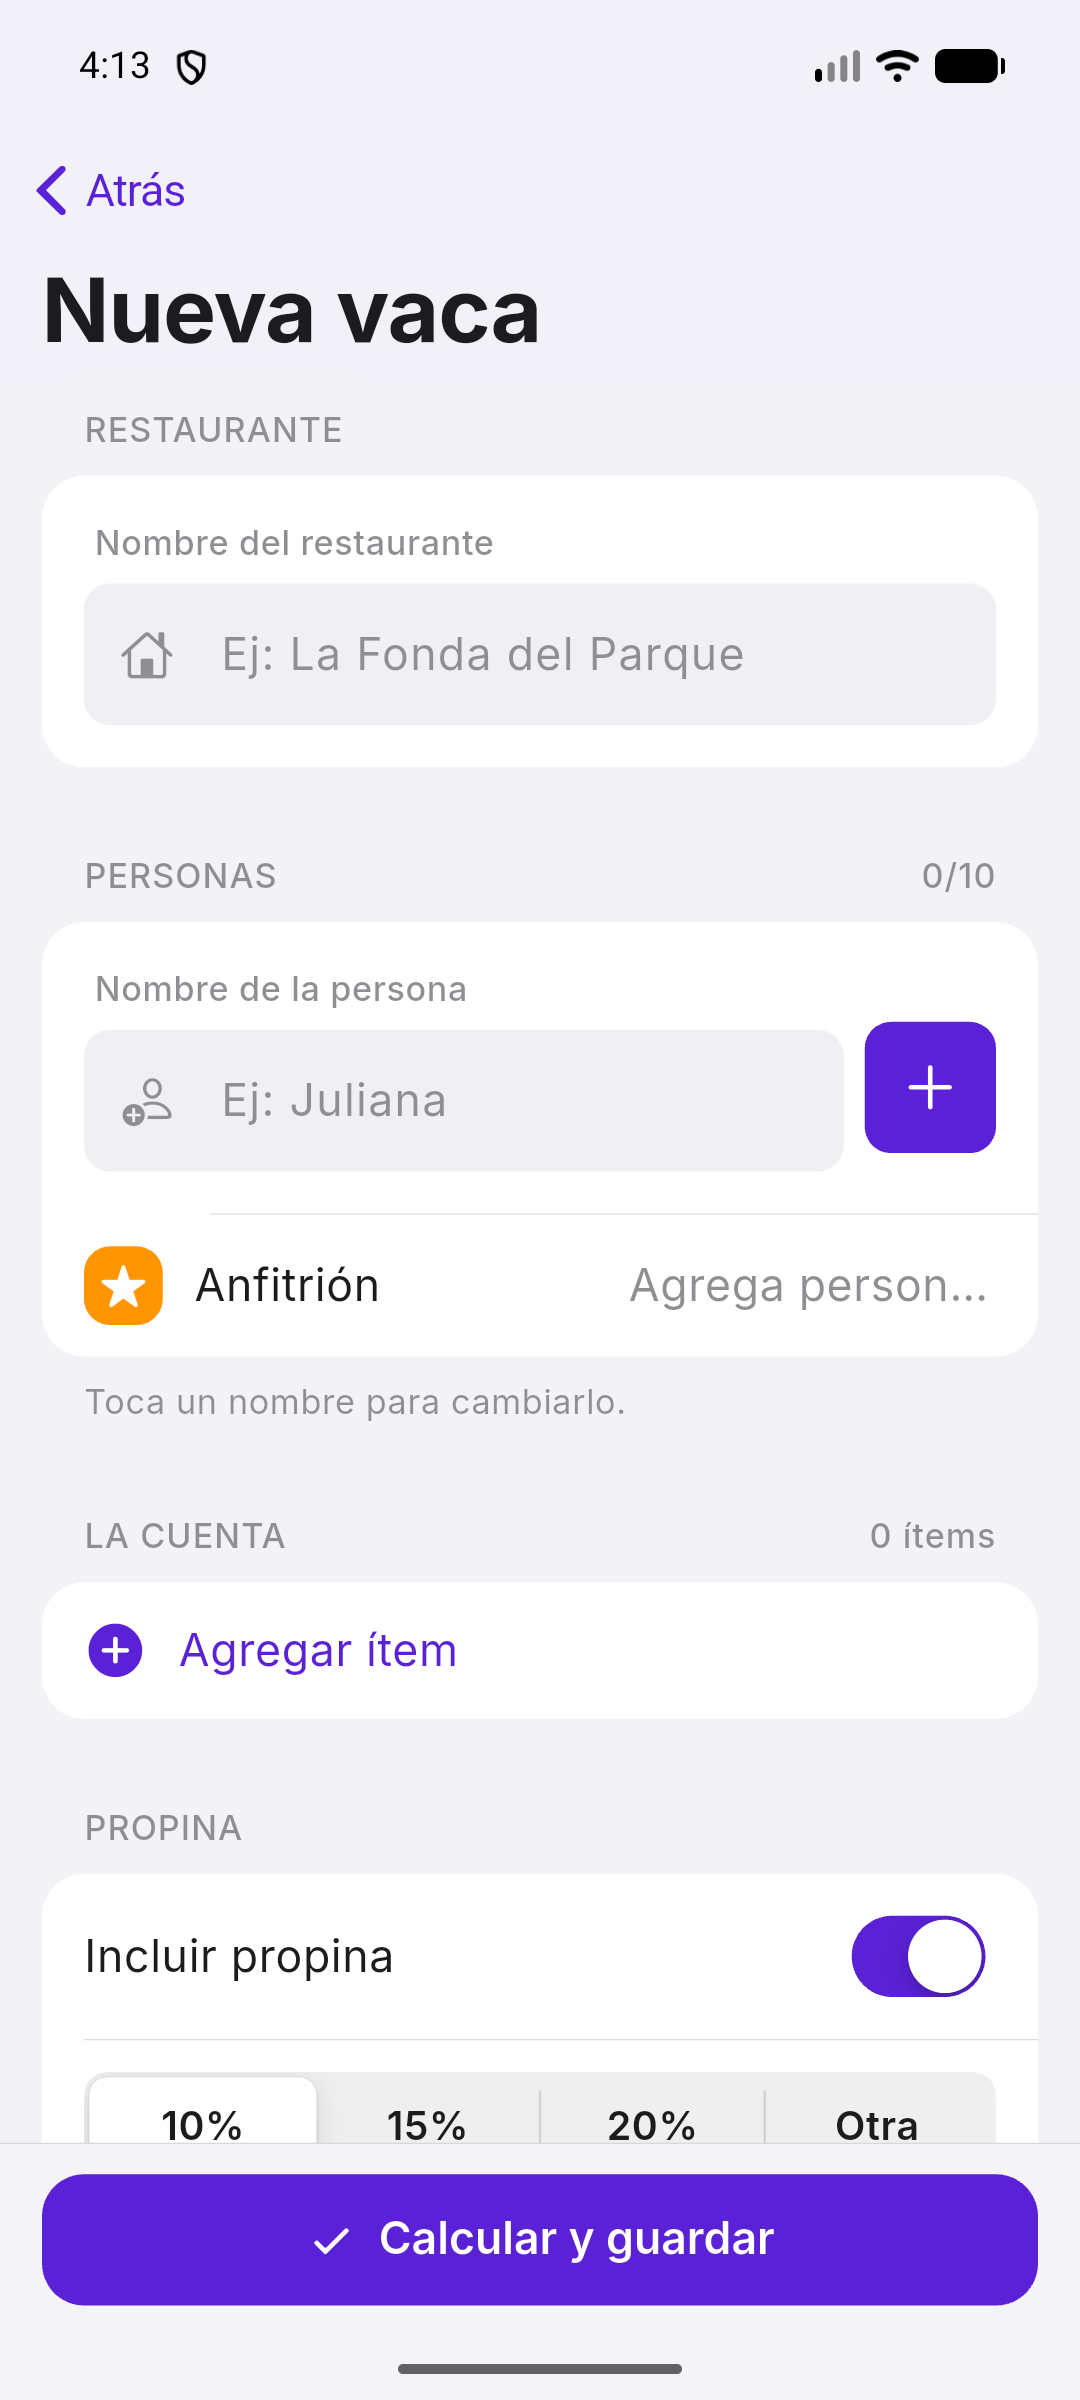 4:13
Atrás
Nueva vaca
RESTAURANTE
Nombre del restaurante
Ej: La Fonda del Parque
PERSONAS 0/10
Nombre de la persona
Ej: Juliana
Anfitrión Agrega person...
Toca un nombre para cambiarlo.
LA CUENTA 0 ítems
Agregar ítem
PROPINA
Incluir propina
10% 15% 20% Otra
Calcular y guardar